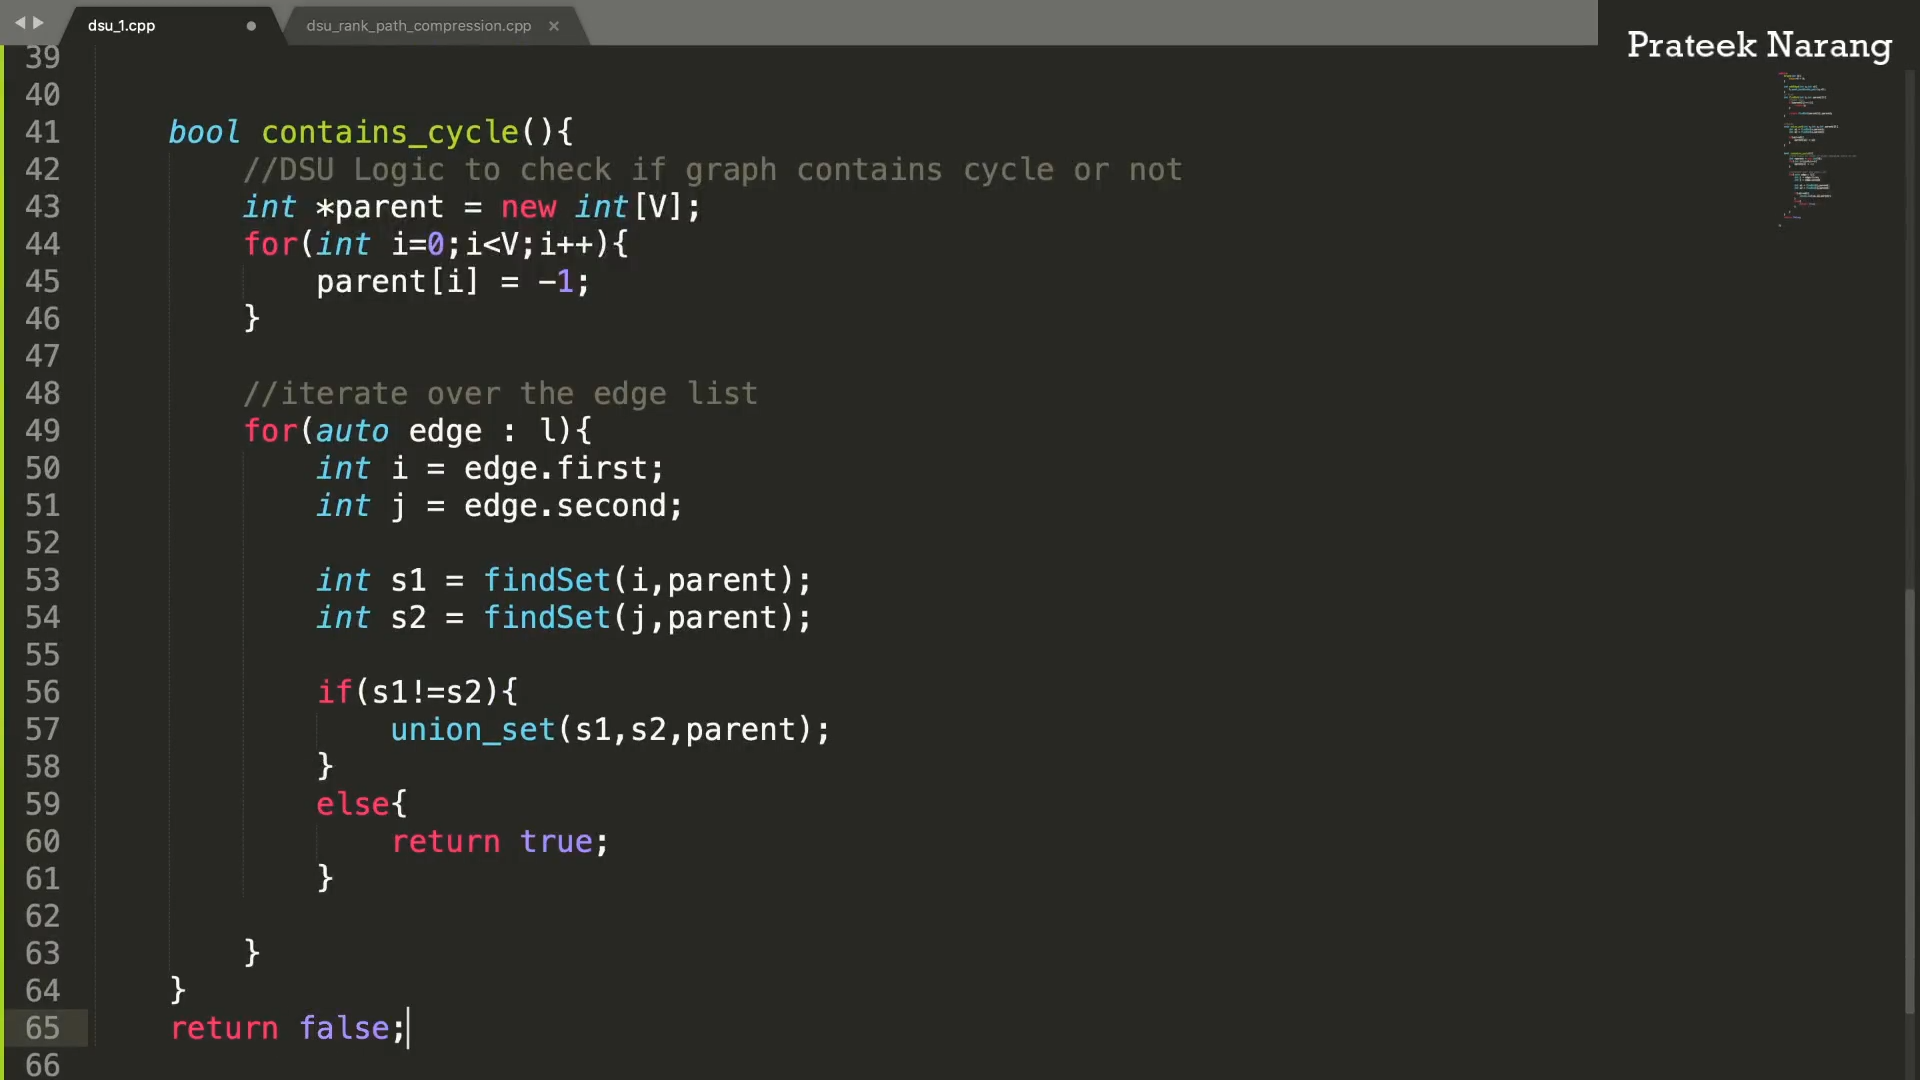 dsu_1.cpp
dsu_rank_path_compression.cpp
Prateek Narang
39
40
41 bool contains_cycle(){
42 //DSU Logic to check if graph contains cycle or not
43 int *parent = new int[V];
44 for(int i=0;i<V;i++){
45 parent[i] = -1;
46 }
47
48 //iterate over the edge list
49 for(auto edge : l){
50 int i = edge.first;
51 int j = edge.second;
52
53 int s1 = findSet(i,parent);
54 int s2 = findSet(j,parent);
55
56 if(s1!=s2){
57 union_set(s1,s2,parent);
58 }
59 else{
60 return true;
61 }
62
63 }
64 }
65 return false;
66